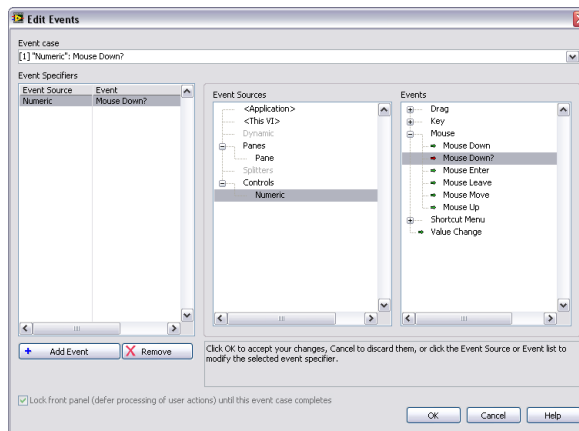 Edit Events
Event case
[1] "Numeric": Mouse Down?
Event Specifiers
Event Source Event
Numeric Mouse Down?
Event Sources
<Application>
<This VI>
Dynamic
Panes
Pane
Splitters
Controls
Numeric
Events
Drag
Key
Mouse
Mouse Down
Mouse Down?
Mouse Enter
Mouse Leave
Mouse Move
Mouse Up
Shortcut Menu
Value Change
Add Event
Remove
Click OK to accept your changes, Cancel to discard them, or click the Event Source or Event list to
modify the selected event specifier.
Lock front panel (defer processing of user actions) until this event case completes
OK
Cancel
Help